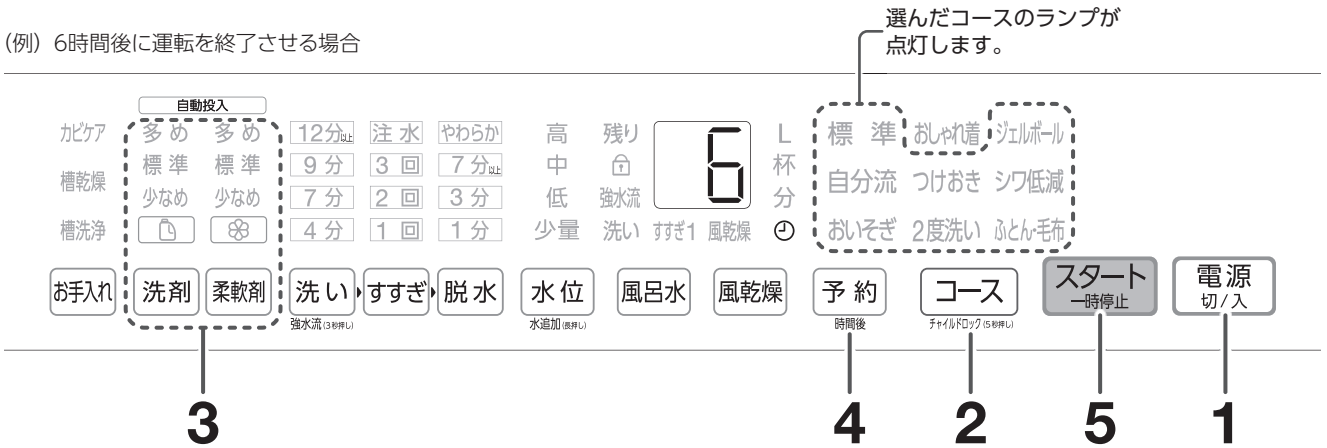 選んだコースのランプが
点灯します。
(例) 6時間後に運転を終了させる場合
自動投入
カビケア 多め 多め 12分以上 注水 やわらか 高 残り 6 L 標準 おしゃれ着 ジェルボール
槽乾燥 標準 標準 9分 3回 7分以上 中 杯 自分流 つけおき シワ低減
少なめ 少なめ 7分 2回 3分 低 強水流 分
槽洗浄 4分 1回 1分 少量 洗い すすぎ1 風乾燥 おいそぎ 2度洗い ふとん・毛布
お手入れ 洗剤 柔軟剤 洗い すすぎ 脱水 水位 風呂水 風乾燥 予約 コース スタート 電源
一時停止 切/入
強水流(3秒押し) 水追加(長押し) 時間後 チャイルドロック(5秒押し)
3 4 2 5 1